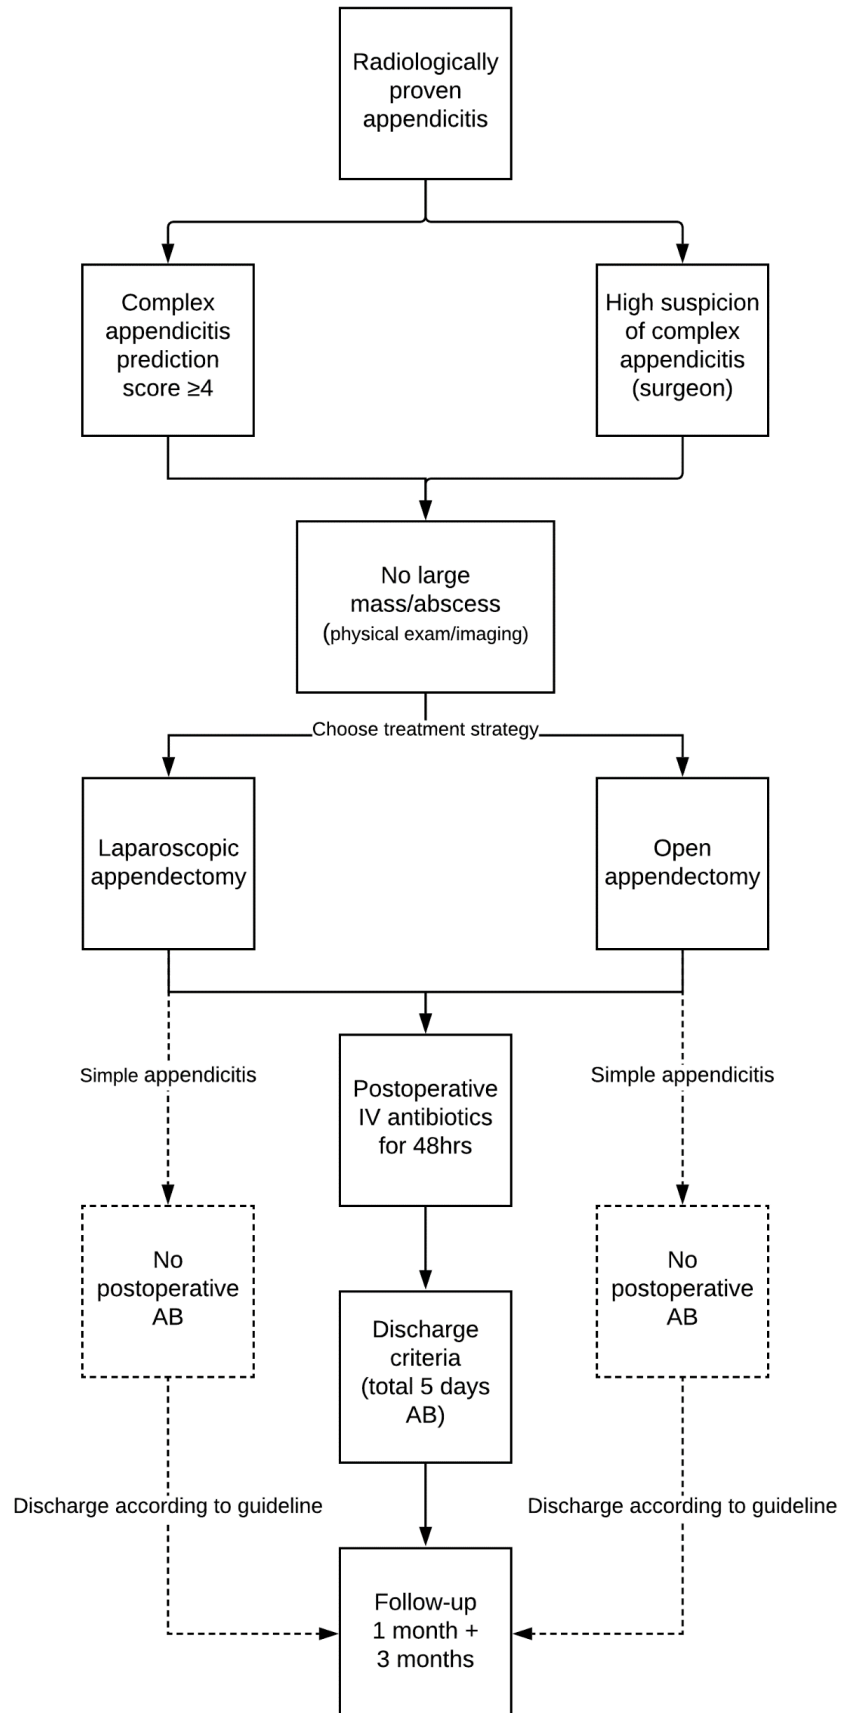 Radiologically
proven
appendicitis
Complex
appendicitis
prediction
score ≥4
High suspicion
of complex
appendicitis
(surgeon)
No large
mass/abscess
(physical exam/imaging)
Choose treatment strategy
Laparoscopic
appendectomy
Open
appendectomy
Simple appendicitis
Postoperative
IV antibiotics
for 48hrs
Simple appendicitis
No
postoperative
AB
Discharge
criteria
(total 5 days
AB)
No
postoperative
AB
Discharge according to guideline
Discharge according to guideline
Follow-up
1 month +
3 months